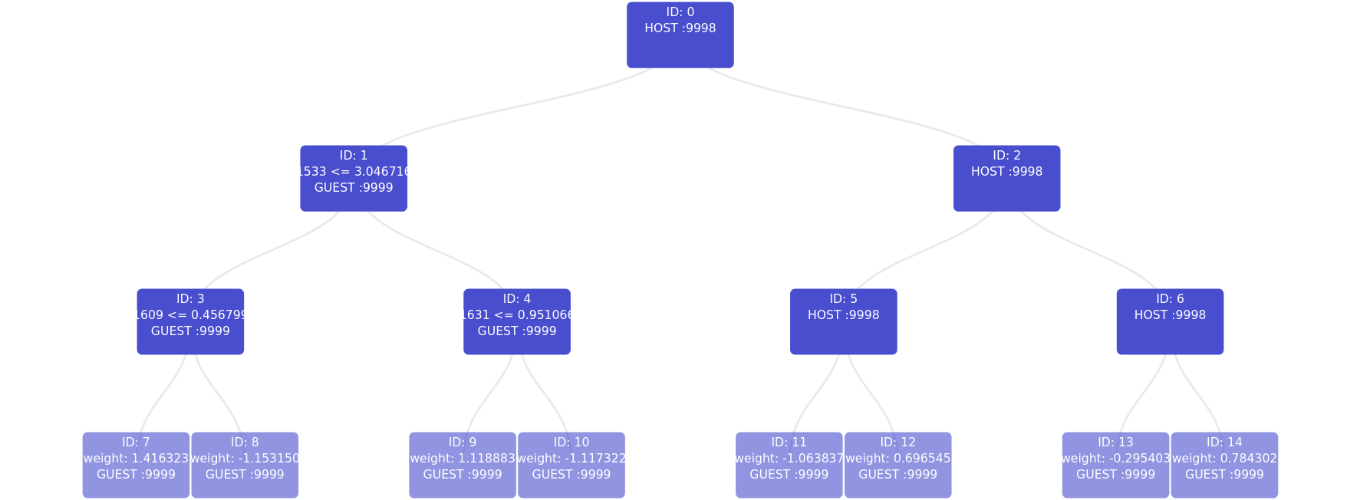 ID: 0
HOST :9998
ID: 1
1533 <= 3.046716
GUEST :9999
ID: 2
HOST :9998
ID: 3
1609 <= 0.456799
GUEST :9999
ID: 4
1631 <= 0.951066
GUEST :9999
ID: 5
HOST :9998
ID: 6
HOST :9998
ID: 7
weight: 1.416323
GUEST :9999
ID: 8
weight: -1.153150
GUEST :9999
ID: 9
weight: 1.118883
GUEST :9999
ID: 10
weight: -1.117322
GUEST :9999
ID: 11
weight: -1.063837
GUEST :9999
ID: 12
weight: 0.696545
GUEST :9999
ID: 13
weight: -0.295403
GUEST :9999
ID: 14
weight: 0.784302
GUEST :9999